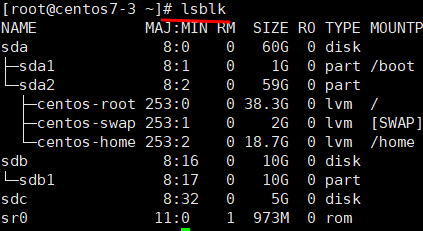 [root@centos7-3 ~]# lsblk
NAME            MAJ:MIN RM  SIZE RO TYPE MOUNTP
sda               8:0    0   60G  0 disk
├─sda1            8:1    0    1G  0 part /boot
└─sda2            8:2    0   59G  0 part
  ├─centos-root 253:0    0 38.3G  0 lvm  /
  ├─centos-swap 253:1    0    2G  0 lvm  [SWAP]
  └─centos-home 253:2    0 18.7G  0 lvm  /home
sdb               8:16   0   10G  0 disk
└─sdb1            8:17   0   10G  0 part
sdc               8:32   0    5G  0 disk
sr0              11:0    1  973M  0 rom